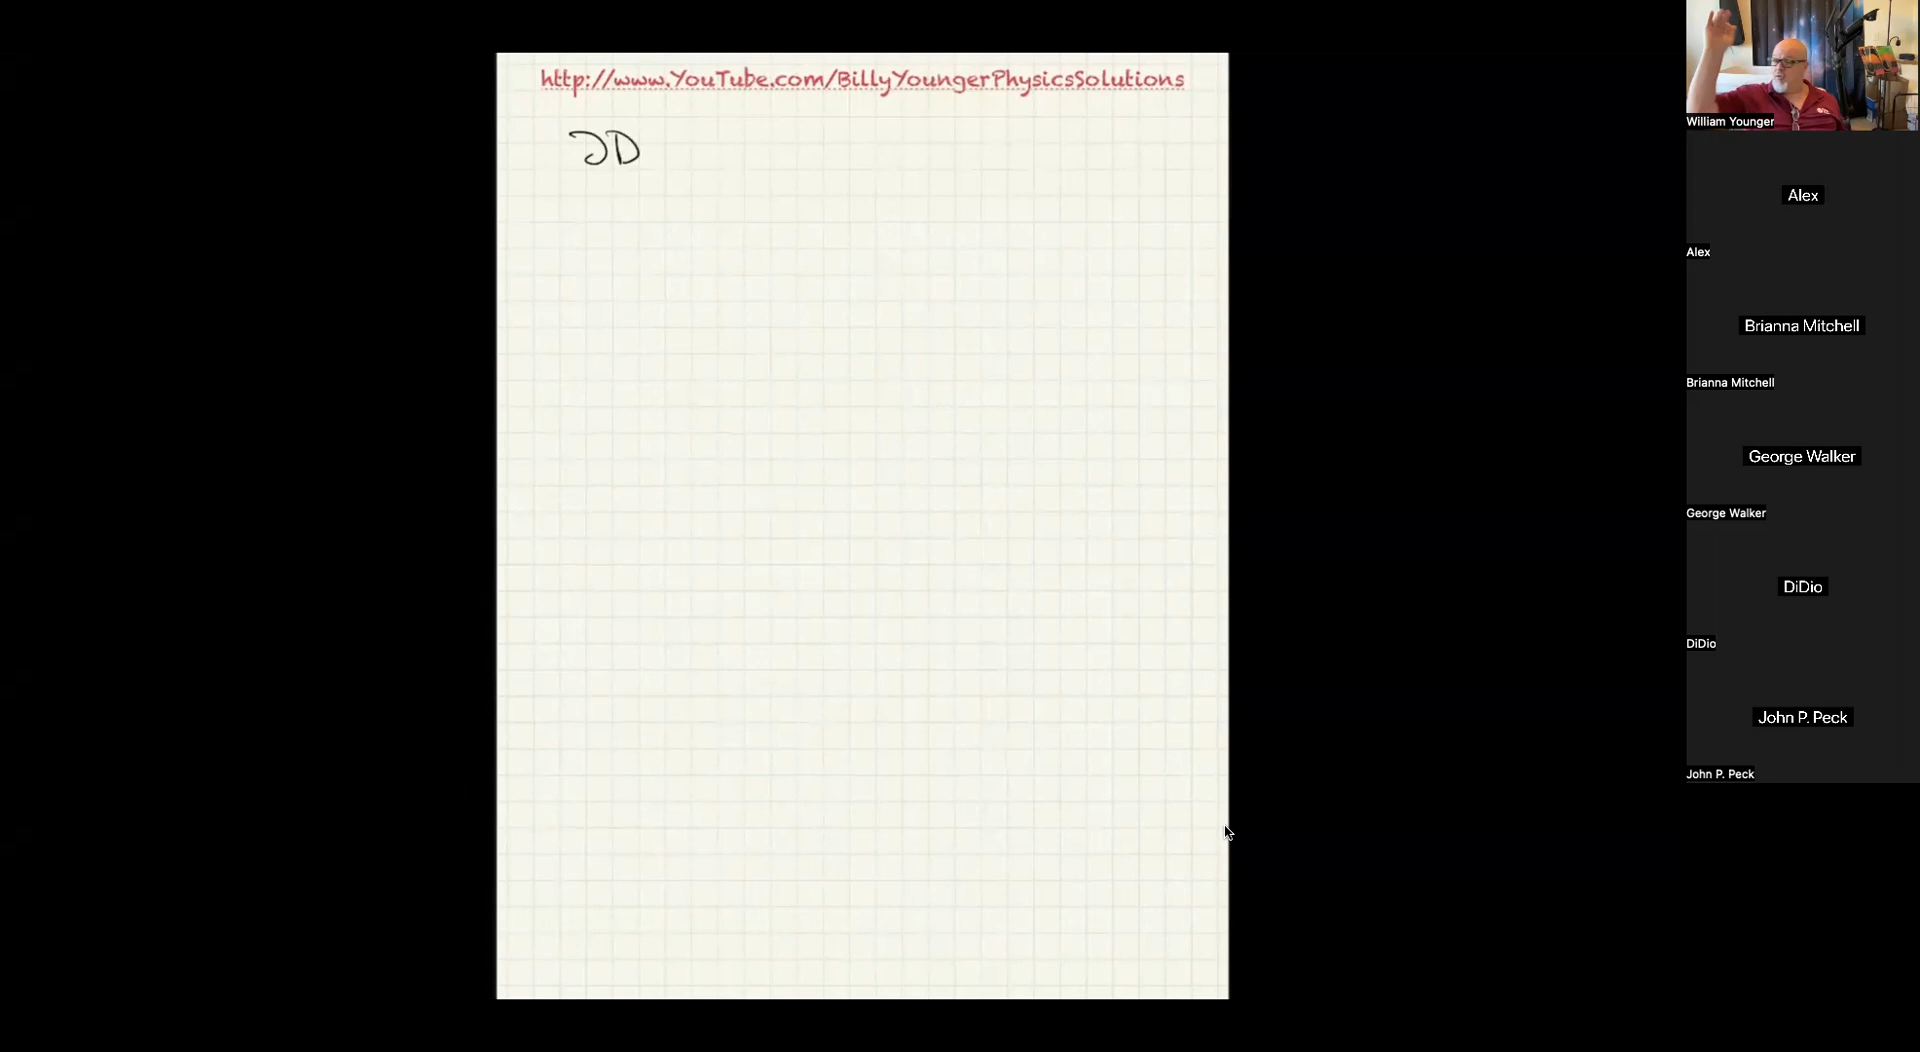 http://www.YouTube.com/BillyYoungerPhysicsSolutions
William Younger
Alex
Alex
Brianna Mitchell
Brianna Mitchell
George Walker
George Walker
DiDio
DiDio
John P. Peck
John P. Peck